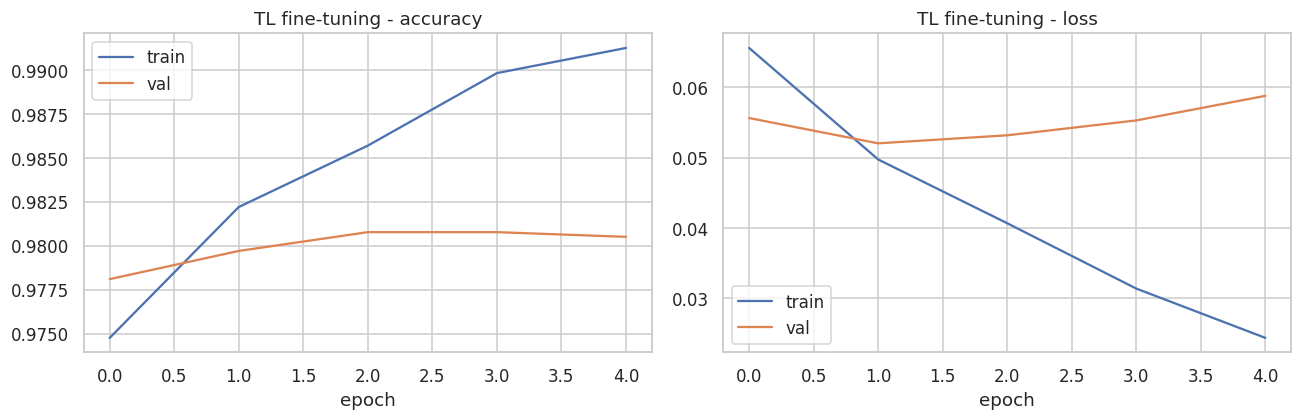 TL fine-tuning - accuracy
train
val
0.9900
0.9875
0.9850
0.9825
0.9800
0.9775
0.9750
0.0 0.5 1.0 1.5 2.0 2.5 3.0 3.5 4.0
epoch
TL fine-tuning - loss
0.06
0.05
0.04
0.03
train
val
0.0 0.5 1.0 1.5 2.0 2.5 3.0 3.5 4.0
epoch